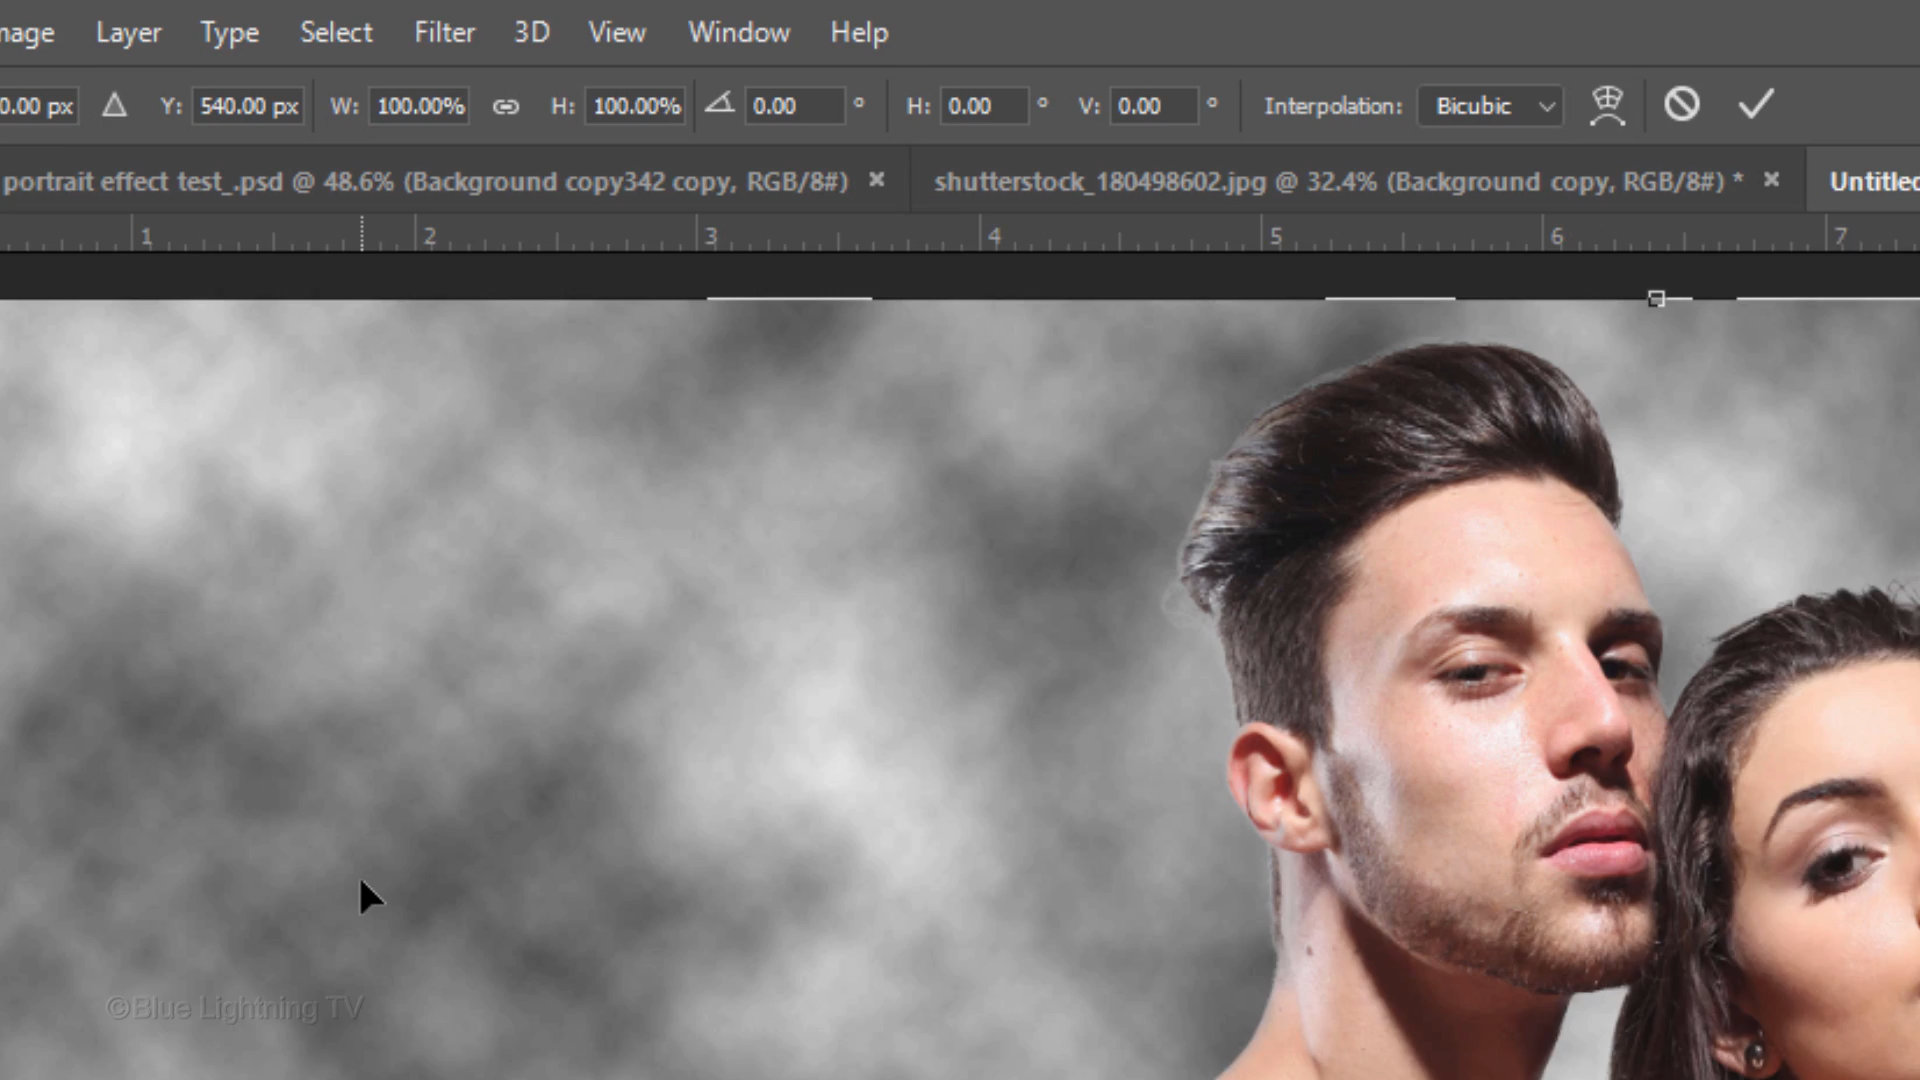 mage Layer Type Select Filter 3D View Window Help
0.00 px Y: 540.00 px W: 100.00% H: 100.00% 0.00 ° H: 0.00 ° V: 0.00 ° Interpolation: Bicubic
portrait effect test_.psd @ 48.6% (Background copy342 copy, RGB/8#) × shutterstock_180498602.jpg @ 32.4% (Background copy, RGB/8#) * × Untitled
1 2 3 4 5 6 7
©Blue Lightning TV